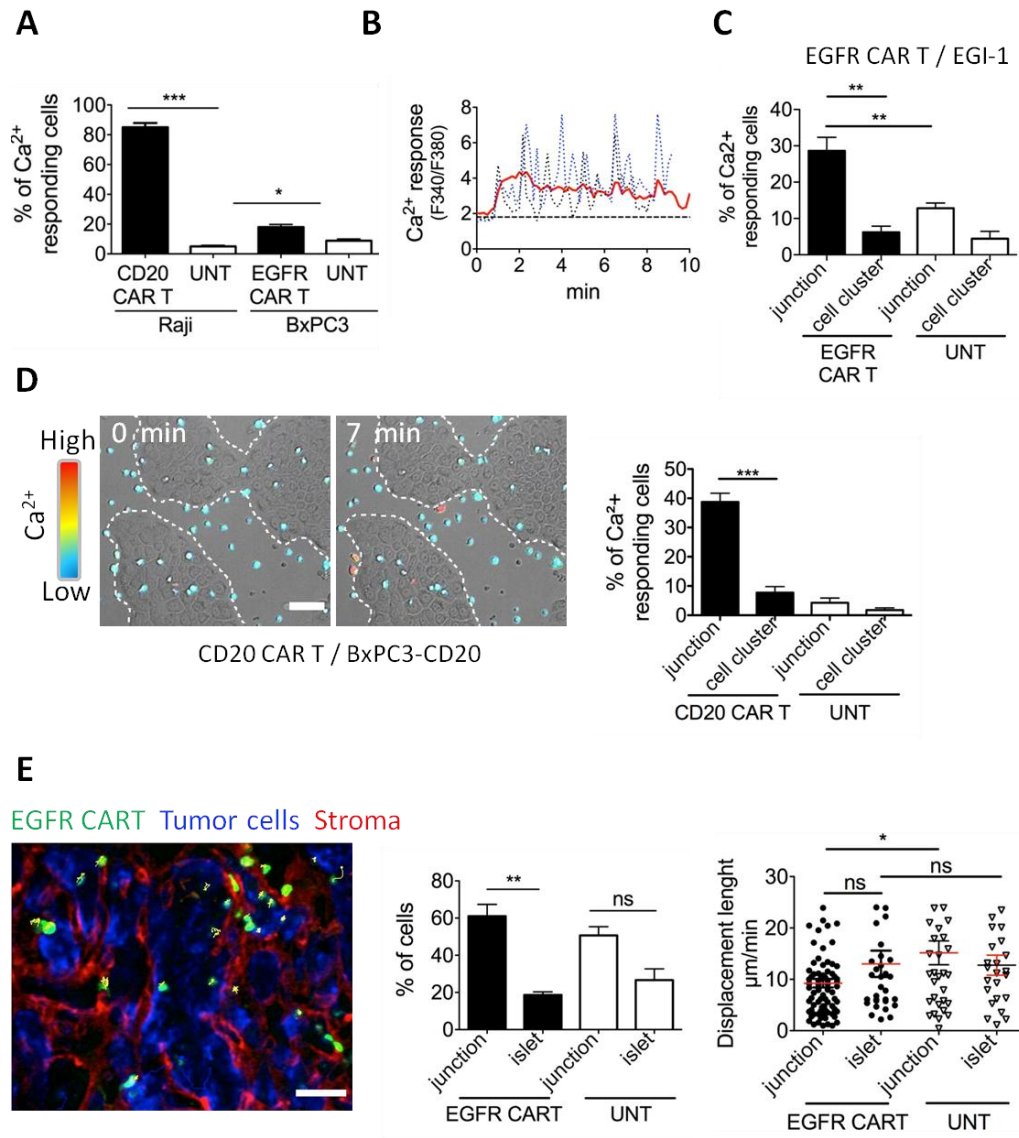 A
B
C
% of Ca2+
responding cells
100
80
60
40
20
0
***
*
CD20
CAR T
UNT
EGFR
CAR T
UNT
Raji
BxPC3
Ca2+ response
(F340/F380)
8
6
4
2
0
0 2 4 6 8 10
min
EGFR CAR T / EGI-1
% of Ca2+
responding cells
40
30
20
10
0
**
**
junction
cell cluster
junction
cell cluster
EGFR
CAR T
UNT
D
High
Ca2+
Low
0 min
7 min
CD20 CAR T / BxPC3-CD20
% of Ca2+
responding cells
50
40
30
20
10
0
***
junction
cell cluster
junction
cell cluster
CD20 CAR T
UNT
E
EGFR CART Tumor cells Stroma
% of cells
80
60
40
20
0
**
ns
junction
islet
junction
islet
EGFR CART
UNT
Displacement lenght
µm/min
30
20
10
0
*
ns
ns
junction
islet
junction
islet
EGFR CART
UNT